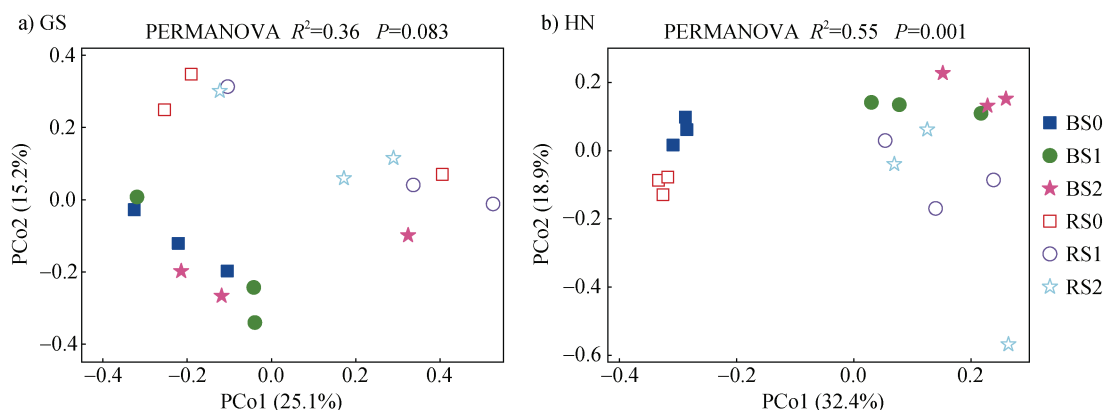 a) GS
PERMANOVA R²=0.36 P=0.083
0.4
0.2
0.0
−0.2
−0.4
PCo2 (15.2%)
−0.4
−0.2
0.0
0.2
0.4
PCo1 (25.1%)
b) HN
PERMANOVA R²=0.55 P=0.001
0.2
0.0
−0.2
−0.4
−0.6
PCo2 (18.9%)
−0.4
−0.2
0.0
0.2
PCo1 (32.4%)
BS0
BS1
BS2
RS0
RS1
RS2